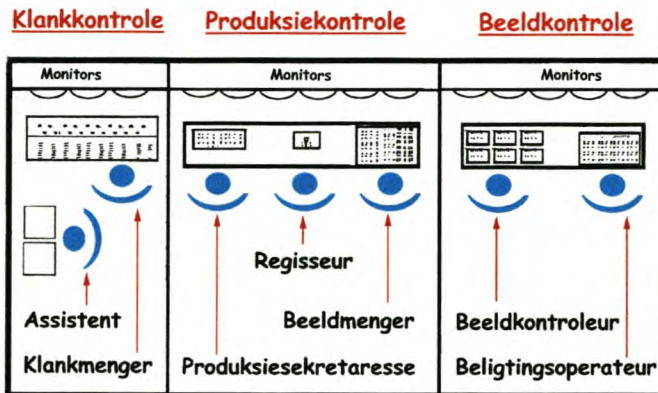 Klankkontrole Produksiekontrole Beeldkontrole
Monitors Monitors Monitors
Regisseur
Assistent Beeldmenger Beeldkontroleur
Klankmenger Produksiesekretaresse Beligtingsoperateur